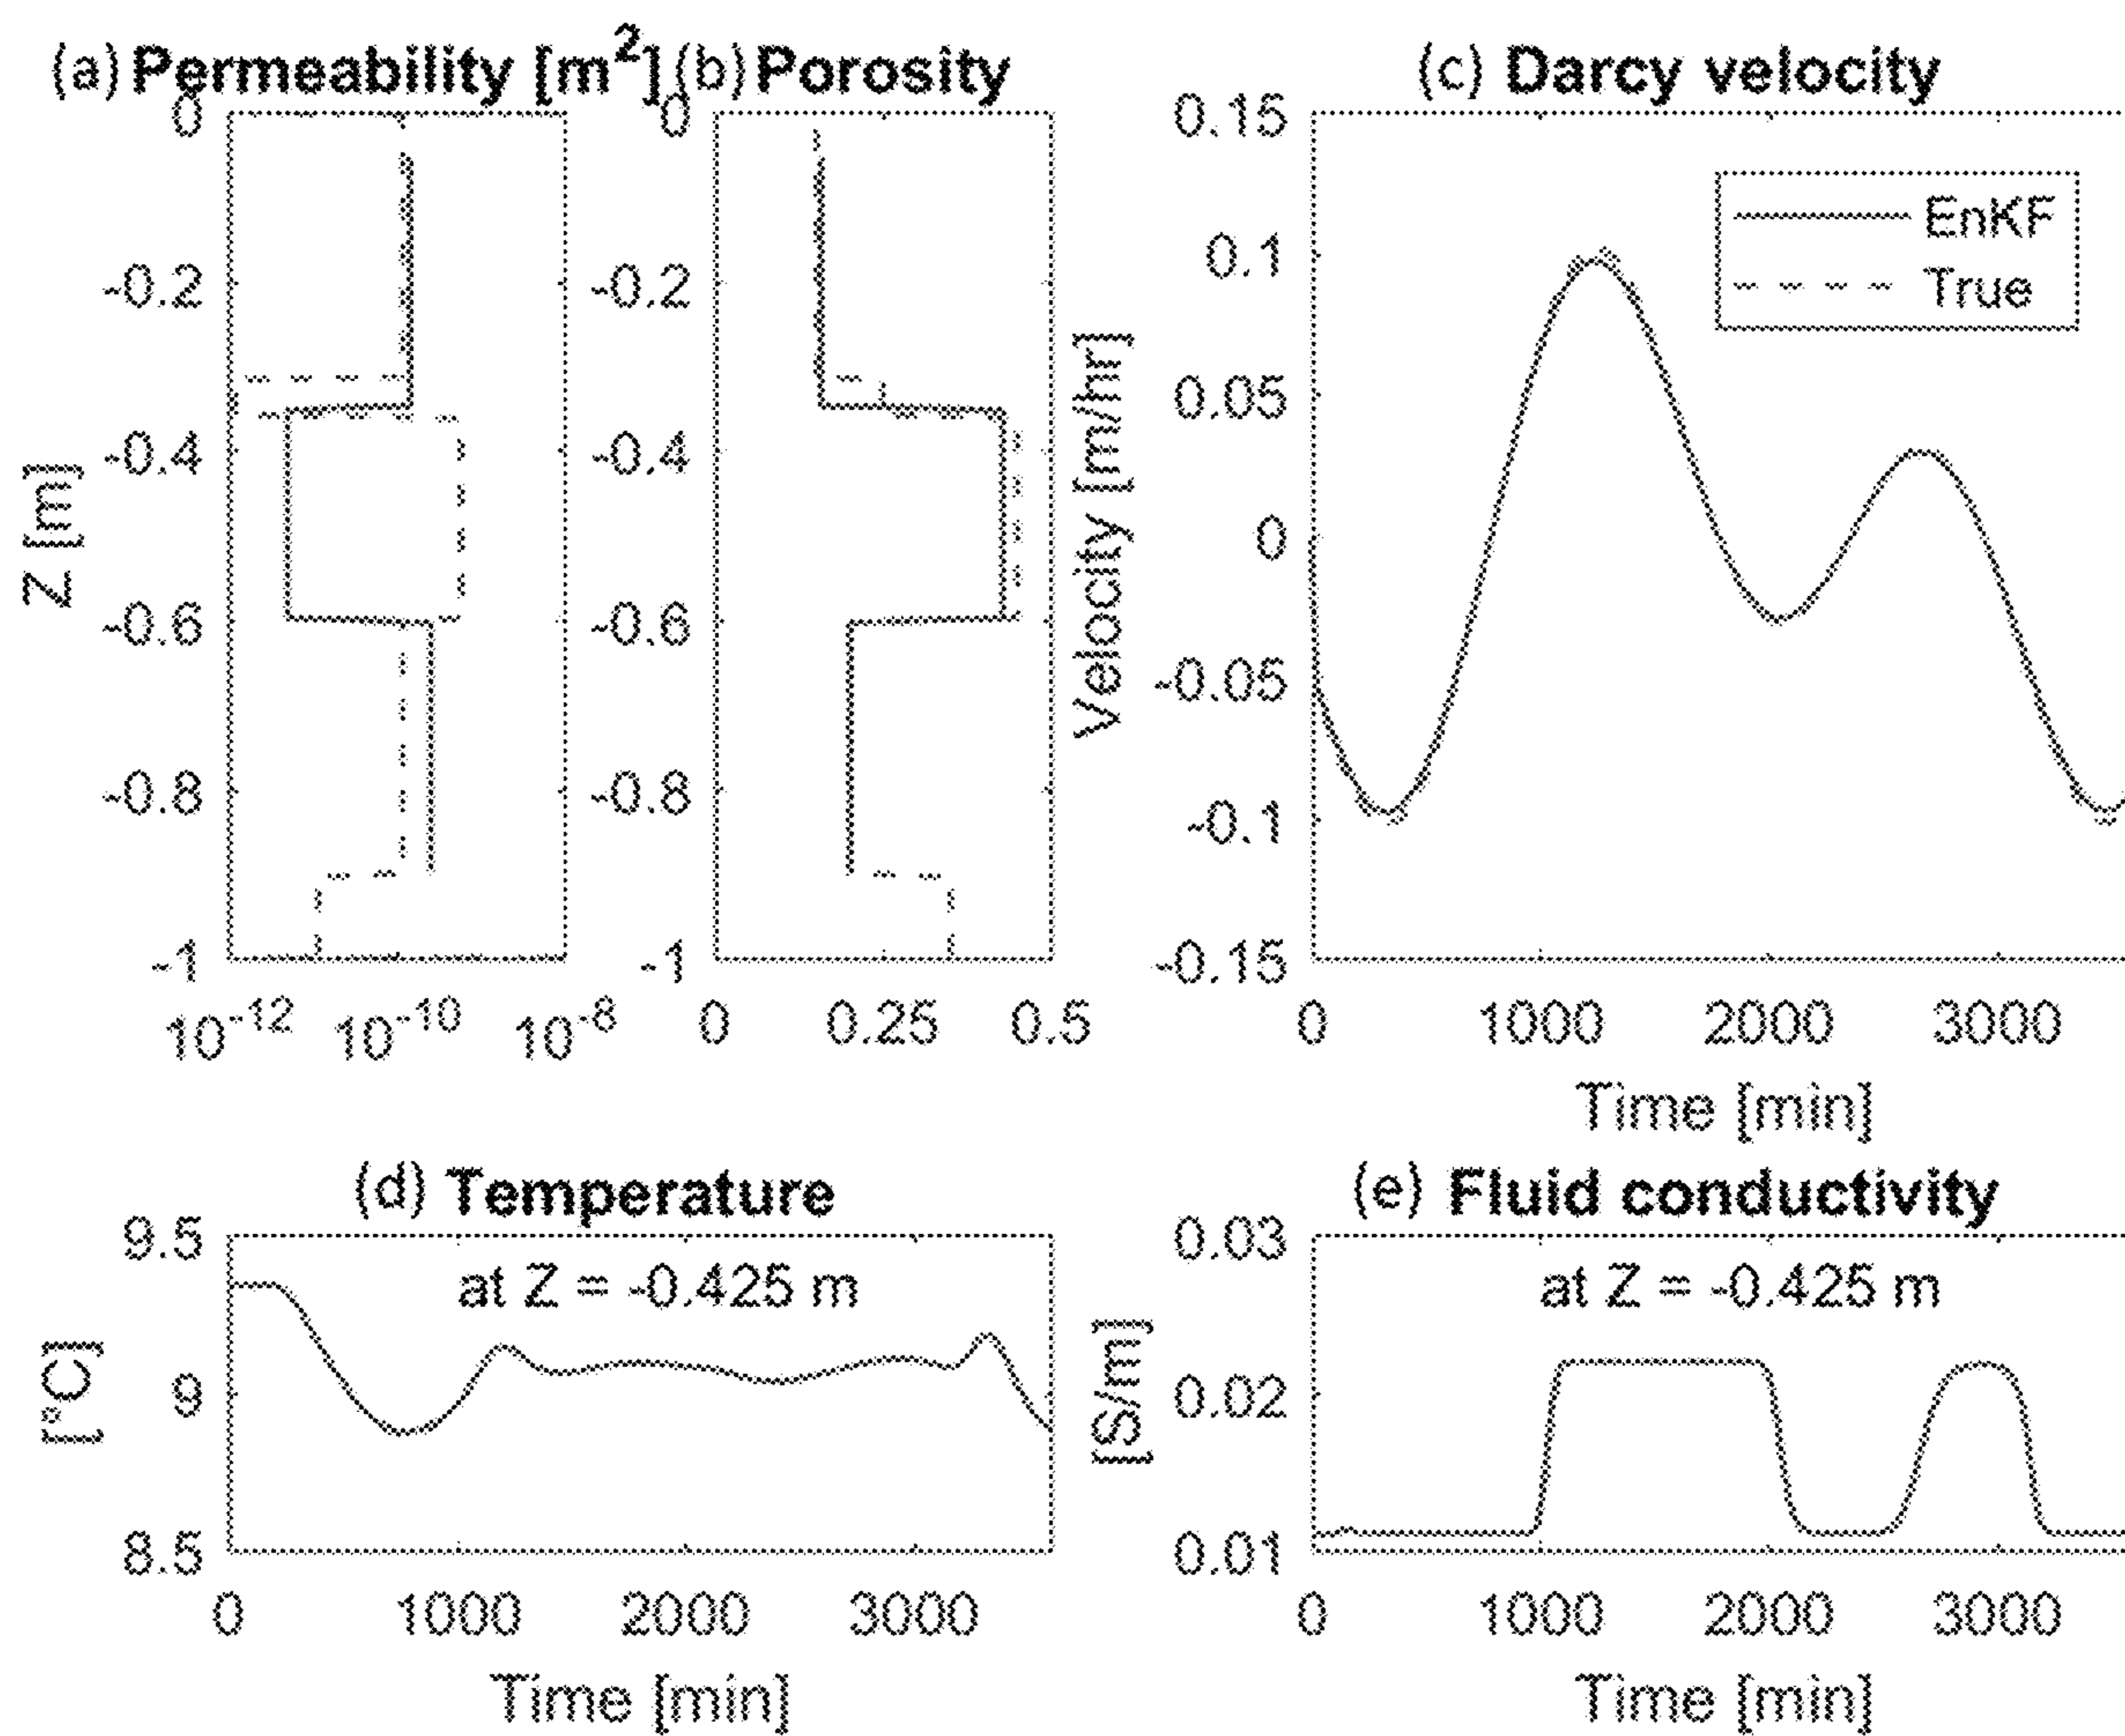 (a) Permeability [m²]
0
-0.2
-0.4
-0.6
-0.8
-1
Z [m]
10⁻¹² 10⁻¹⁰ 10⁻⁸
(b) Porosity
0
-0.2
-0.4
-0.6
-0.8
-1
0 0.25 0.5
(c) Darcy velocity
0.15
0.1
0.05
0
-0.05
-0.1
-0.15
Velocity [m/hr]
EnKF
True
0 1000 2000 3000
Time [min]
(d) Temperature
at Z = -0.425 m
9.5
9
8.5
[°C]
0 1000 2000 3000
Time [min]
(e) Fluid conductivity
at Z = -0.425 m
0.03
0.02
0.01
[S/m]
0 1000 2000 3000
Time [min]